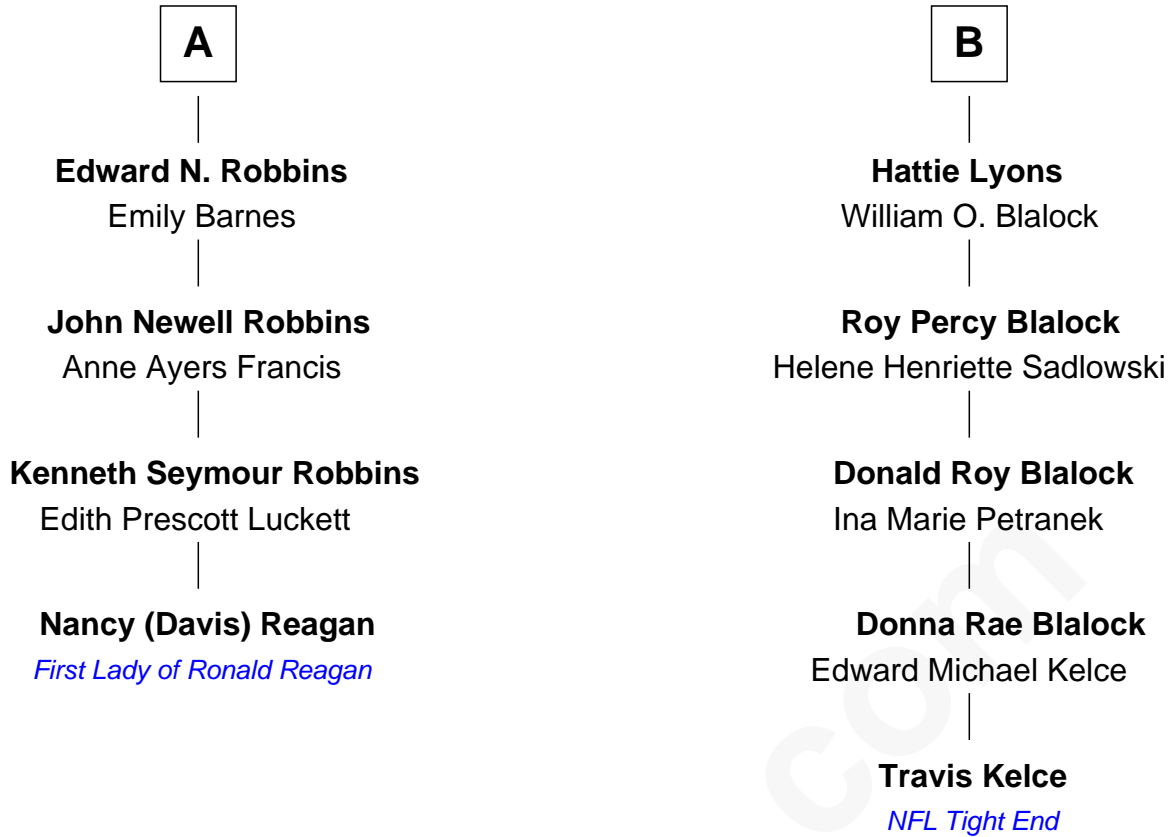 A
Edward N. Robbins
Emily Barnes
John Newell Robbins
Anne Ayers Francis
Kenneth Seymour Robbins
Edith Prescott Luckett
Nancy (Davis) Reagan
First Lady of Ronald Reagan
B
Hattie Lyons
William O. Blalock
Roy Percy Blalock
Helene Henriette Sadlowski
Donald Roy Blalock
Ina Marie Petranek
Donna Rae Blalock
Edward Michael Kelce
Travis Kelce
NFL Tight End
com